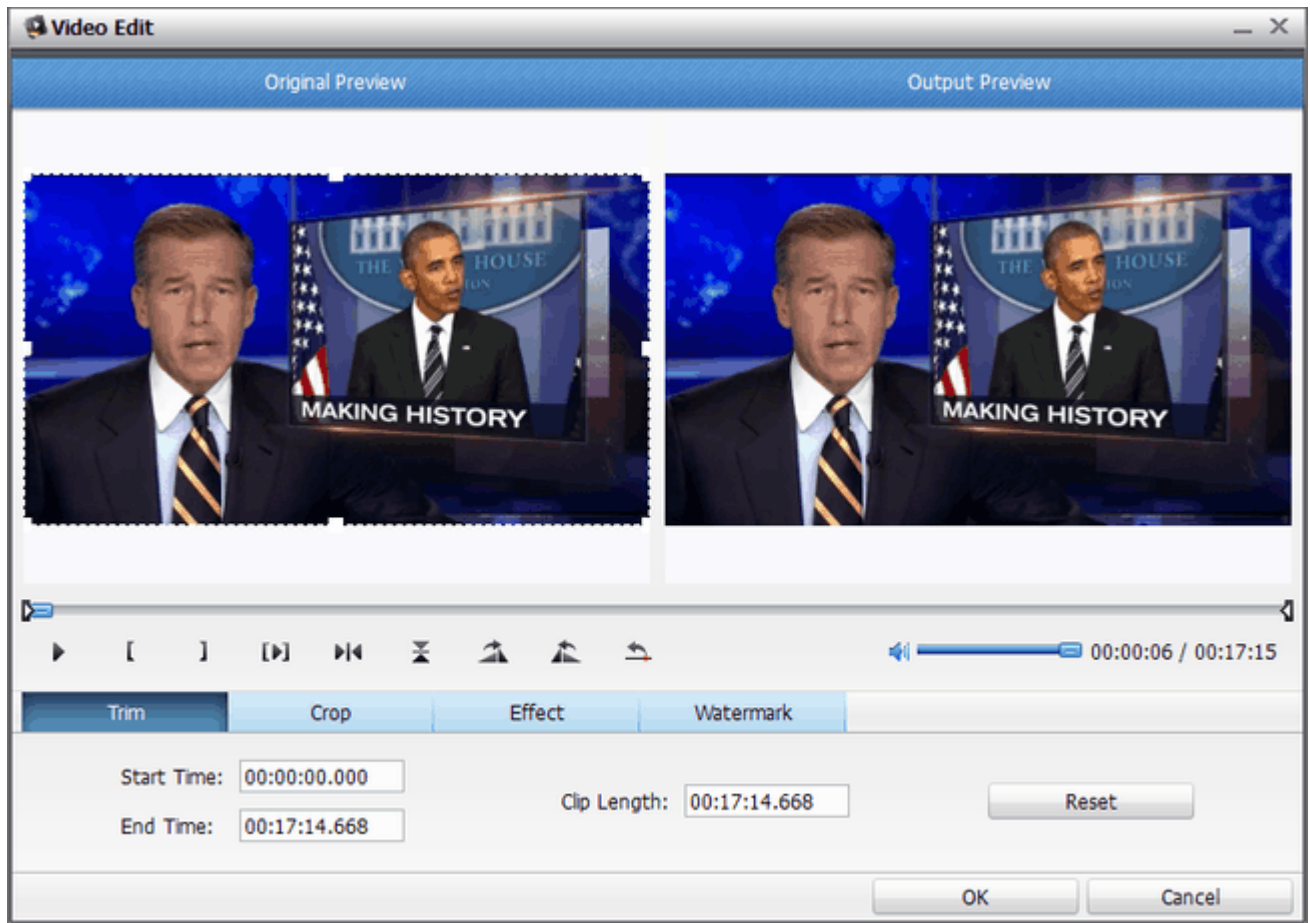 Video Edit
Original Preview
Output Preview
THE HOUSE
MAKING HISTORY
THE HOUSE
MAKING HISTORY
[
]
00:00:06 / 00:17:15
Trim
Crop
Effect
Watermark
Start Time:
00:00:00.000
End Time:
00:17:14.668
Clip Length:
00:17:14.668
Reset
OK
Cancel